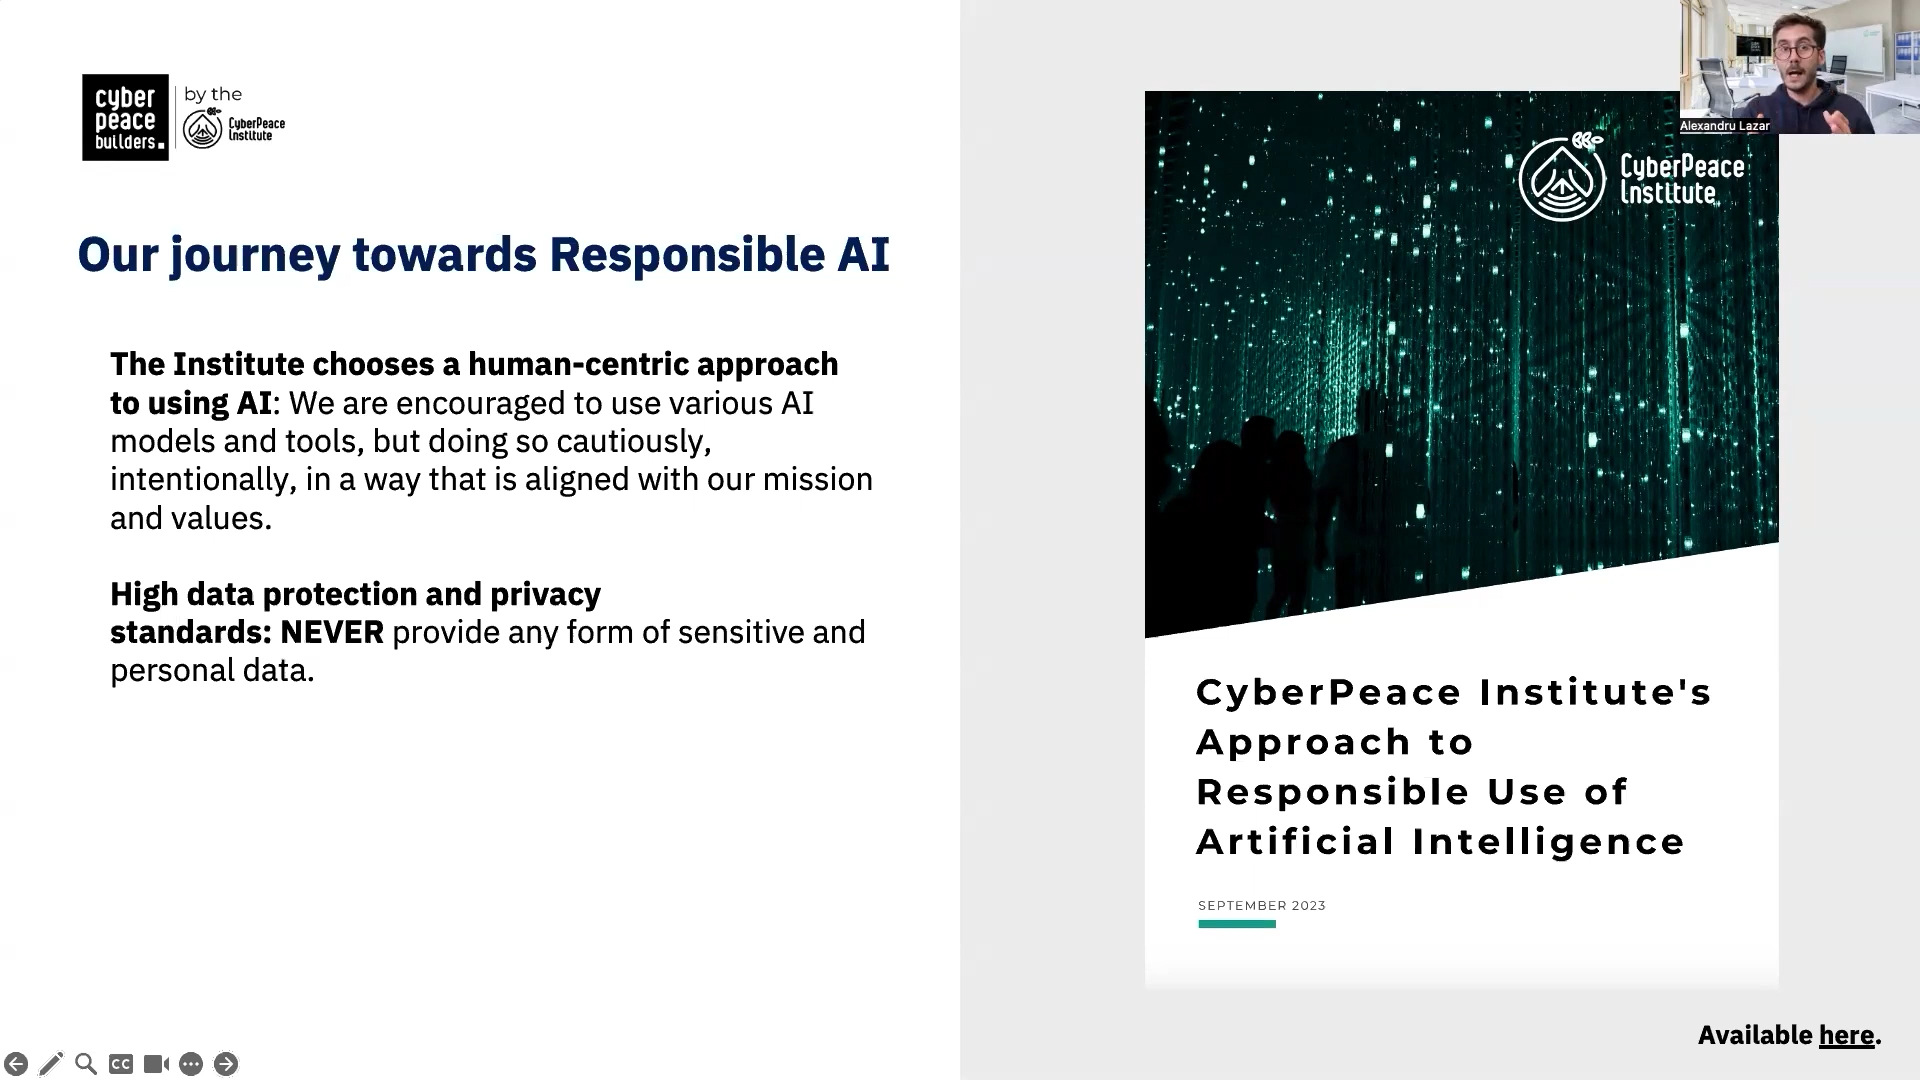 cyber
peace
builders.
by the
CyberPeace
Institute
Our journey towards Responsible AI
The Institute chooses a human-centric approach
to using AI: We are encouraged to use various AI
models and tools, but doing so cautiously,
intentionally, in a way that is aligned with our mission
and values.
High data protection and privacy
standards: NEVER provide any form of sensitive and
personal data.
Alexandru Lazar
CyberPeace
Institute
CyberPeace Institute's
Approach to
Responsible Use of
Artificial Intelligence
SEPTEMBER 2023
Available here.
CC